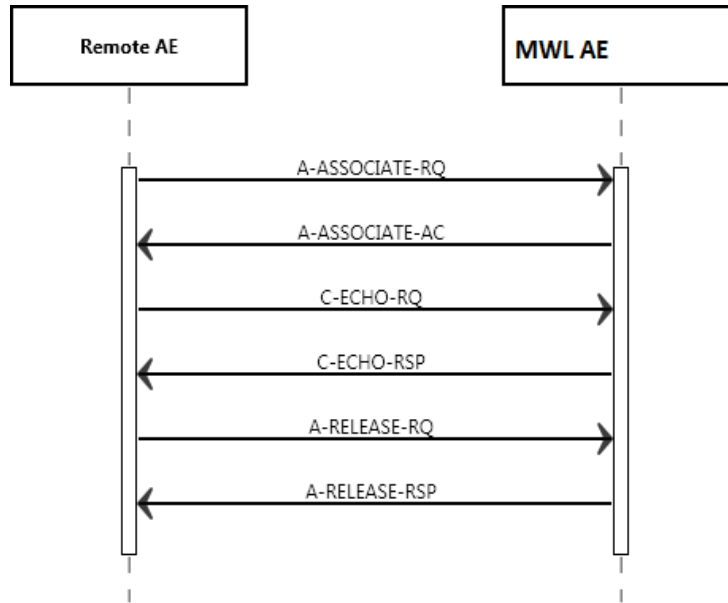 Remote AE
MWL AE
A-ASSOCIATE-RQ
A-ASSOCIATE-AC
C-ECHO-RQ
C-ECHO-RSP
A-RELEASE-RQ
A-RELEASE-RSP